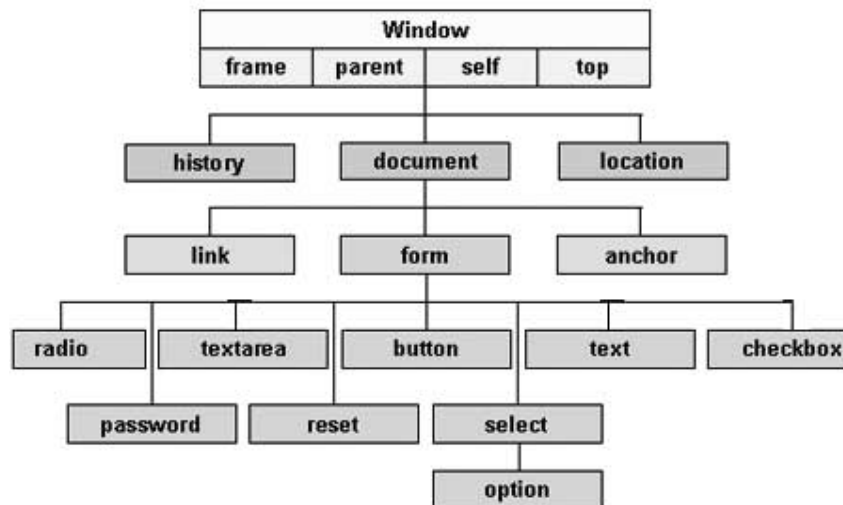 Window
frame parent self top
history document location
link form anchor
radio textarea button text checkbox
password reset select
option